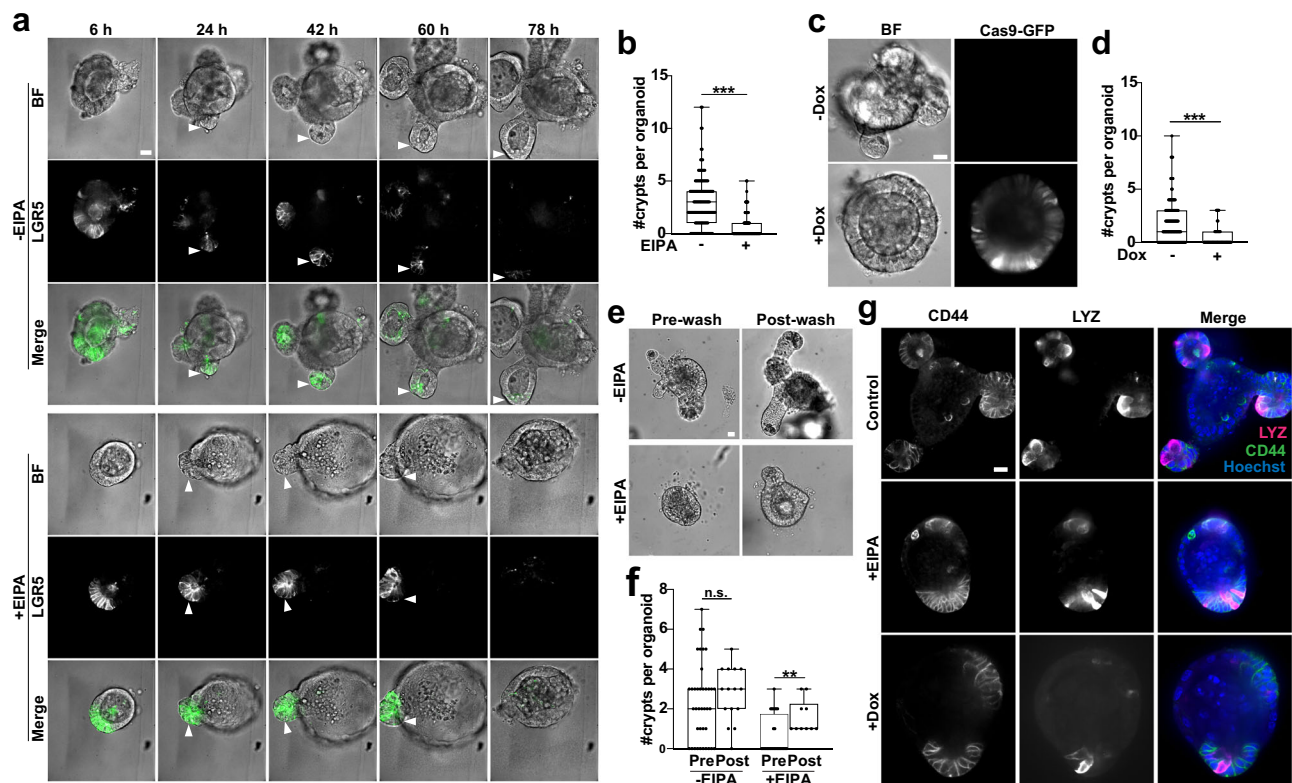 a
6 h 24 h 42 h 60 h 78 h
BF
-EIPA
LGR5
Merge
BF
+EIPA
LGR5
Merge
b
#crypts per organoid
15
10
5
0
***
EIPA - +
c
BF Cas9-GFP
-Dox
+Dox
d
#crypts per organoid
15
10
5
0
***
Dox - +
e
Pre-wash Post-wash
-EIPA
+EIPA
f
#crypts per organoid
8
6
4
2
0
n.s.
**
Pre Post Pre Post
-EIPA +EIPA
g
CD44 LYZ Merge
Control
LYZ
CD44
Hoechst
+EIPA
+Dox